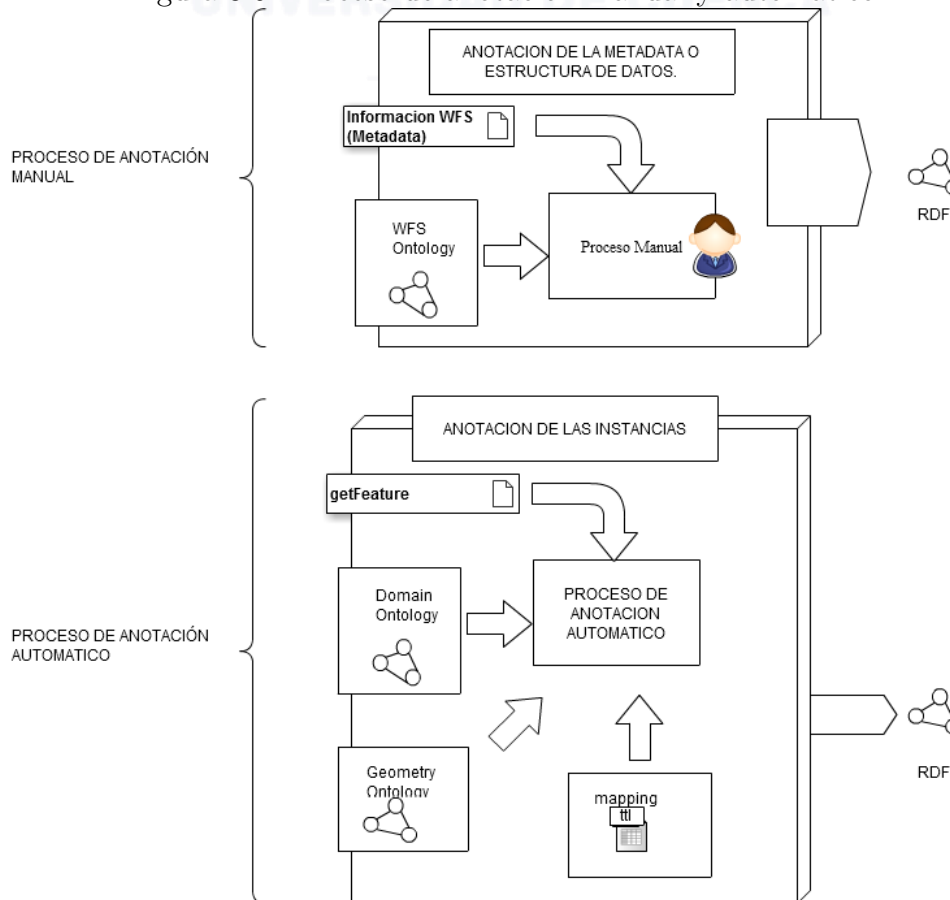 ANOTACION DE LA METADATA O
ESTRUCTURA DE DATOS.
Informacion WFS
(Metadata)
PROCESO DE ANOTACIÓN
MANUAL
WFS
Ontology
Proceso Manual
RDF
ANOTACION DE LAS INSTANCIAS
getFeature
Domain
Ontology
PROCESO DE
ANOTACION
AUTOMATICO
PROCESO DE ANOTACIÓN
AUTOMATICO
Geometry
Ontology
mapping
ttl
RDF